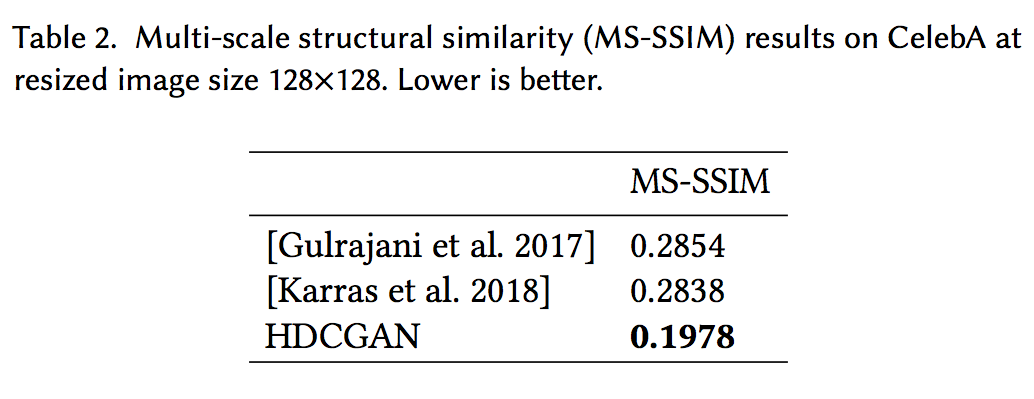 Table 2. Multi-scale structural similarity (MS-SSIM) results on CelebA at
resized image size 128×128. Lower is better.
MS-SSIM
[Gulrajani et al. 2017] 0.2854
[Karras et al. 2018] 0.2838
HDCGAN 0.1978